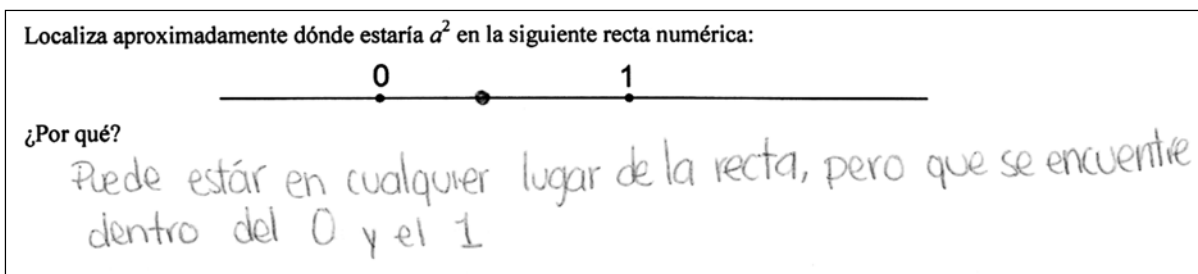 Localiza aproximadamente dónde estaría a² en la siguiente recta numérica:
0 1
¿Por qué?
Puede estár en cualquier lugar de la recta, pero que se encuentre
dentro del 0 y el 1